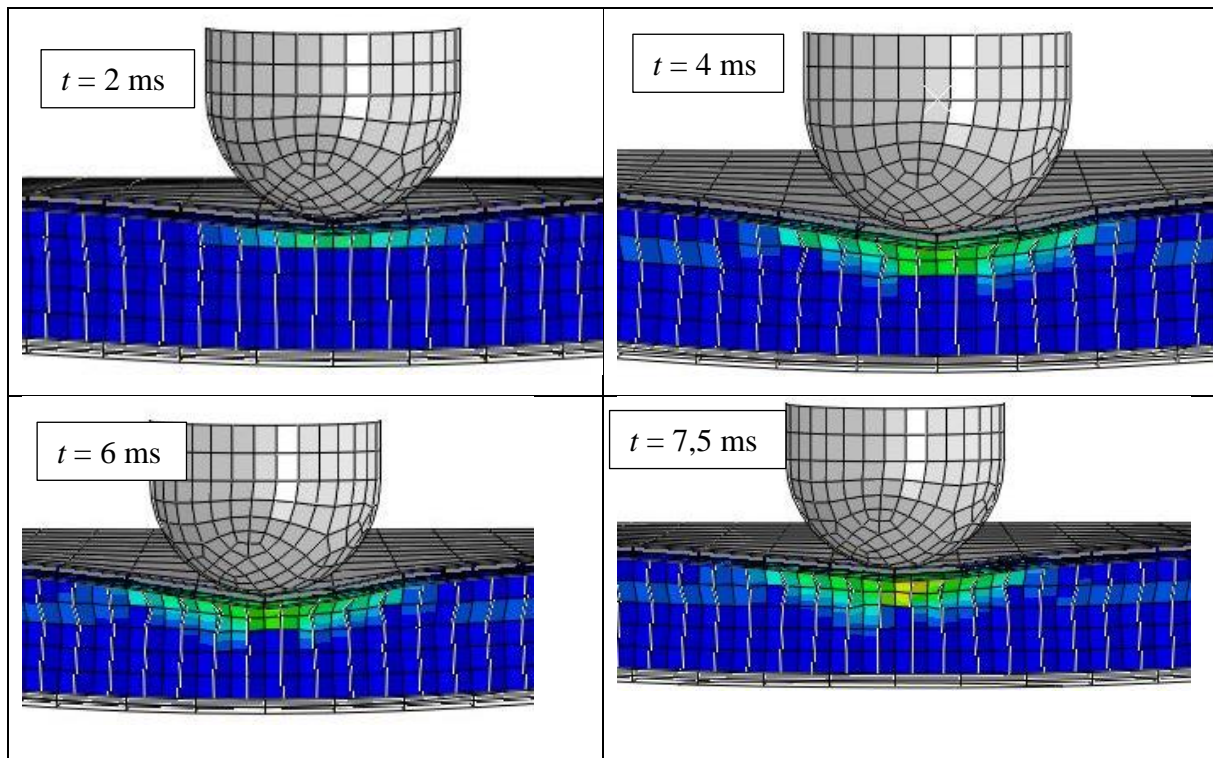 t = 2 ms
t = 4 ms
t = 6 ms
t = 7,5 ms